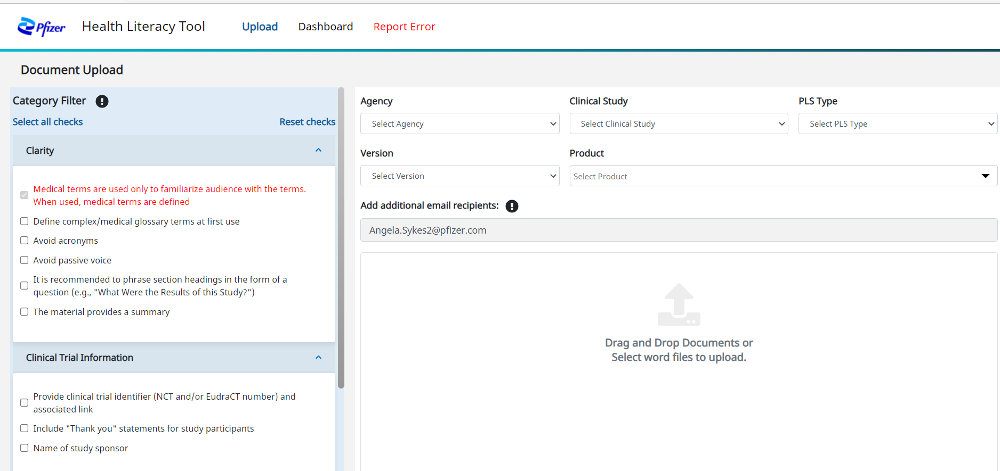 Pfizer
Health Literacy Tool
Upload
Dashboard
Report Error
Document Upload
Category Filter
Select all checks
Reset checks
Clarity
Medical terms are used only to familiarize audience with the terms.
When used, medical terms are defined
Define complex/medical glossary terms at first use
Avoid acronyms
Avoid passive voice
It is recommended to phrase section headings in the form of a
question (e.g., "What Were the Results of this Study?")
The material provides a summary
Clinical Trial Information
Provide clinical trial identifier (NCT and/or EudraCT number) and
associated link
Include "Thank you" statements for study participants
Name of study sponsor
Agency
Select Agency
Clinical Study
Select Clinical Study
PLS Type
Select PLS Type
Version
Select Version
Product
Select Product
Add additional email recipients:
Angela.Sykes2@pfizer.com
Drag and Drop Documents or
Select word files to upload.